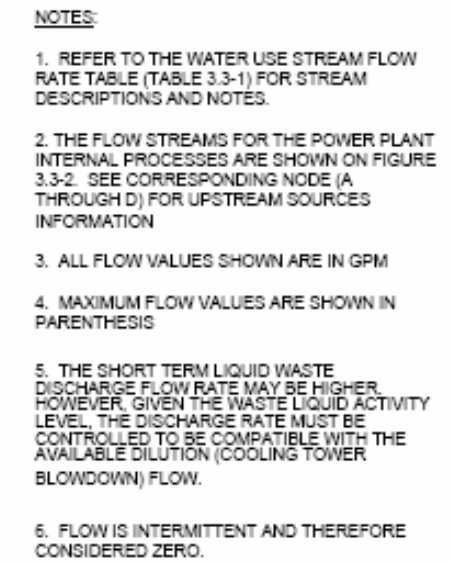 NOTES:
1. REFER TO THE WATER USE STREAM FLOW
RATE TABLE (TABLE 3.3-1) FOR STREAM
DESCRIPTIONS AND NOTES.
2. THE FLOW STREAMS FOR THE POWER PLANT
INTERNAL PROCESSES ARE SHOWN ON FIGURE
3.3-2. SEE CORRESPONDING NODE (A
THROUGH D) FOR UPSTREAM SOURCES
INFORMATION
3. ALL FLOW VALUES SHOWN ARE IN GPM
4. MAXIMUM FLOW VALUES ARE SHOWN IN
PARENTHESIS
5. THE SHORT TERM LIQUID WASTE
DISCHARGE FLOW RATE MAY BE HIGHER.
HOWEVER, GIVEN THE WASTE LIQUID ACTIVITY
LEVEL, THE DISCHARGE RATE MUST BE
CONTROLLED TO BE COMPATIBLE WITH THE
AVAILABLE DILUTION (COOLING TOWER
BLOWDOWN) FLOW.
6. FLOW IS INTERMITTENT AND THEREFORE
CONSIDERED ZERO.